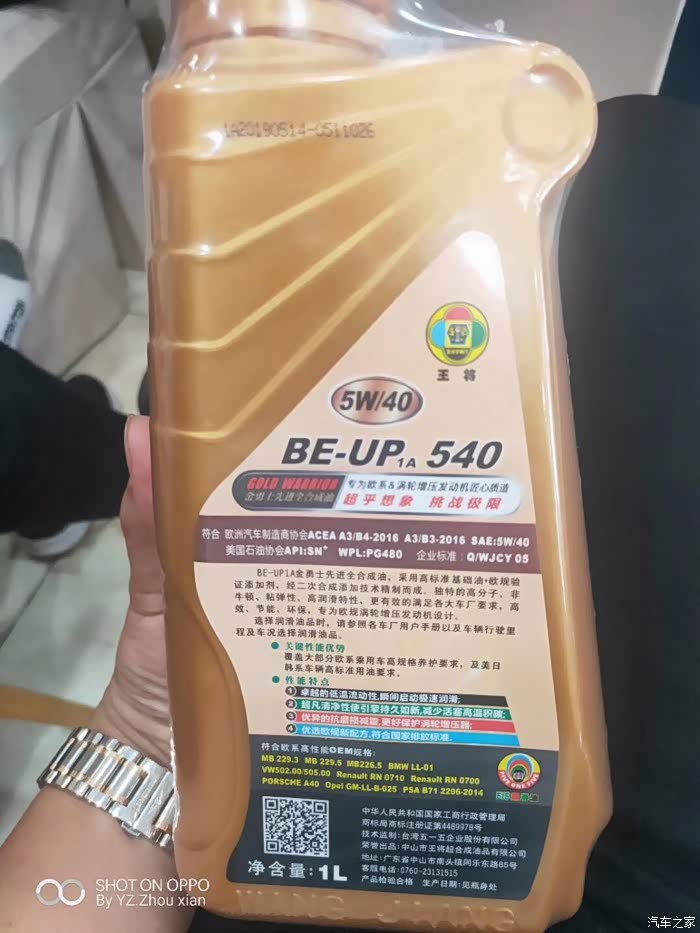 1A20190514-0511026
王 将
5W/40
BE-UP1A 540
GOLD WARRIOR
金勇士先进全合成油
专为欧系&涡轮增压发动机匠心质造
超乎想象 挑战极限
符合 欧洲汽车制造商协会ACEA A3/B4-2016 A3/B3-2016 SAE:5W/40
美国石油协会API:SN+ WPL:PG480 企业标准:Q/WJCY 05
BE-UP1A金勇士先进全合成油,采用高标准基础油+欧规验
证添加剂,经二次合成添加技术精制而成。独特的高分子、非
牛顿、粘弹性、高润滑特性,更有效的满足各大车厂要求,高
效、节能、环保,专为欧规涡轮增压发动机设计。
选择润滑油品时,请参照各车厂用户手册以及车辆行驶里
程及车况选择润滑油品。
● 关键性能优势
覆盖大部分欧系乘用车高规格养护要求,及美日
韩系车辆高标准用油要求。
● 性能特点
① 卓越的低温流动性,瞬间启动极速润滑;
② 超凡清净性使引擎持久如新,减少活塞高温积碳;
③ 优异的抗磨损减震,更好保护涡轮增压器;
④ 优选欧规新配方,符合国家排放标准.
符合欧系高性能OEM规格:
MB 229.3 MB 229.5 MB226.5 BMW LL-01
VW502.00/505.00 Renault RN 0710 Renault RN 0700
PORSCHE A40 Opel GM-LL-B-025 PSA B71 2296-2014
FIVE ONE FIVE
中华人民共和国国家工商行政管理局
商标局商标注册证第4489978号
技术监制:台湾五一五企业股份有限公司
荣誉出品:中山市王将超合成油品有限公司
地址:广东省中山市南头镇同乐东路85号
客服电话:0760-23131515
产品检验合格 生产日期:见瓶身处
净含量:1L
WANG JIANG
SHOT ON OPPO
By YZ.Zhou xian
汽车之家